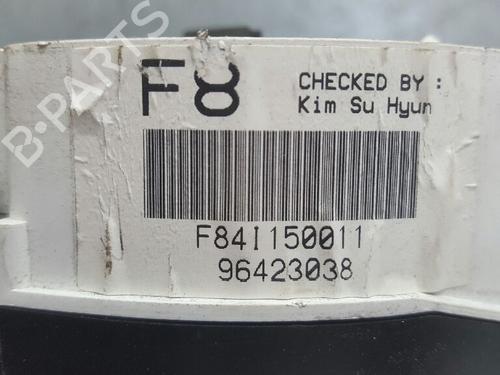 F8
CHECKED BY :
Kim Su Hyun
F84I150011
96423038
B-PARTS